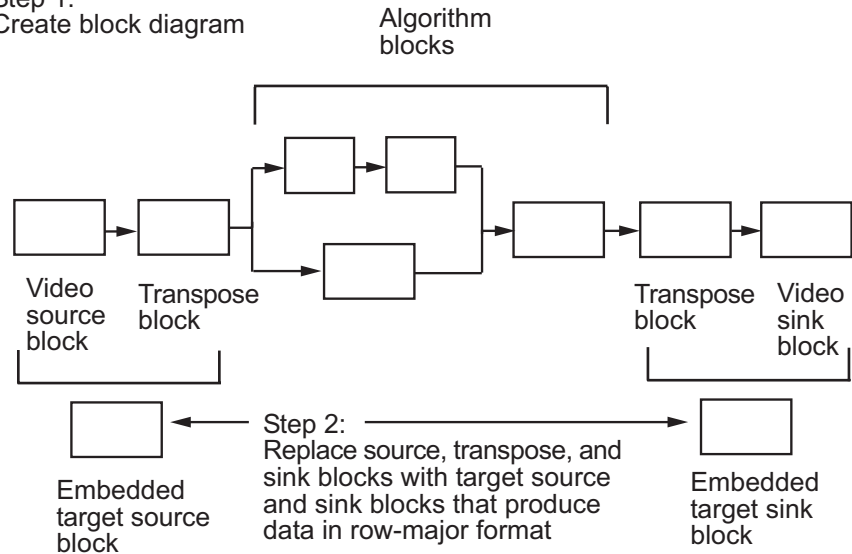 Step 1:
Create block diagram
Algorithm
blocks
Video
source
block
Transpose
block
Transpose
block
Video
sink
block
Step 2:
Replace source, transpose, and
sink blocks with target source
and sink blocks that produce
data in row-major format
Embedded
target source
block
Embedded
target sink
block